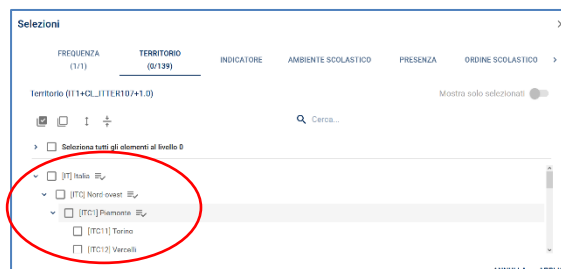 Selezioni
FREQUENZA (1/1) TERRITORIO (0/139) INDICATORE AMBIENTE SCOLASTICO PRESENZA ORDINE SCOLASTICO
Territorio (IT1+CL_ITTER107+1.0) Mostra solo selezionati
Cerca...
Seleziona tutti gli elementi al livello 0
[IT] Italia
[ITC] Nord ovest
[ITC1] Piemonte
[ITC11] Torino
[ITC12] Vercelli